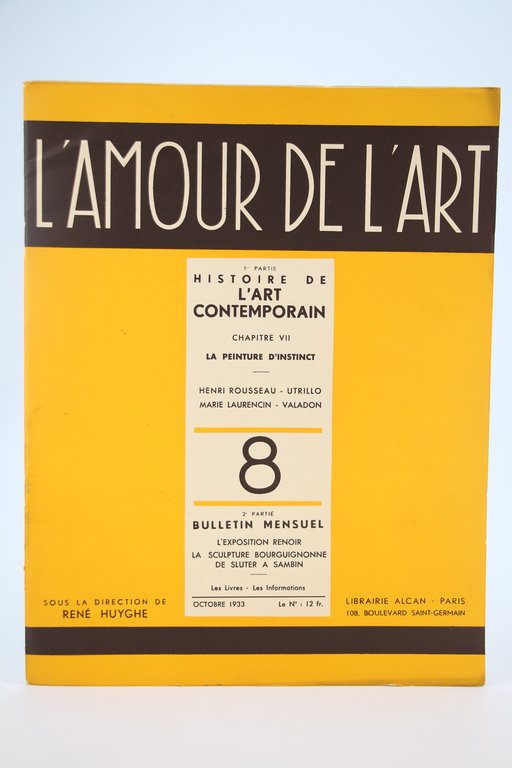 L'AMOUR DE L'ART
1re PARTIE
HISTOIRE DE
L'ART
CONTEMPORAIN
CHAPITRE VII
LA PEINTURE D'INSTINCT
HENRI ROUSSEAU - UTRILLO
MARIE LAURENCIN - VALADON
8
2e PARTIE
BULLETIN MENSUEL
L'EXPOSITION RENOIR
LA SCULPTURE BOURGUIGNONNE
DE SLUTER A SAMBIN
Les Livres - Les Informations
OCTOBRE 1933 Le No : 12 fr.
SOUS LA DIRECTION DE
RENÉ HUYGHE
LIBRAIRIE ALCAN - PARIS
108, BOULEVARD SAINT-GERMAIN